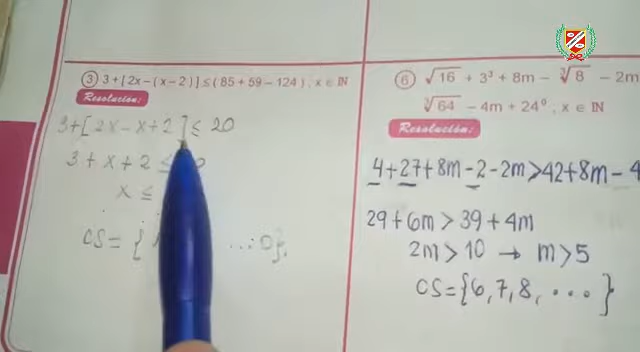 3 3+[2x-(x-2)] ≤ (85+59-124), x ∈ IN
Resolución:
3+[2x-x+2] ≤ 20
3+x+2 ≤
x ≤
CS={ ...0}.
6 √16 + 3³ + 8m - ∛8 - 2m
∛64 - 4m + 24⁰, x ∈ IN
Resolución:
4+27+8m-2-2m>42+8m-4
29+6m>39+4m
2m>10 → m>5
CS={6,7,8, ...}